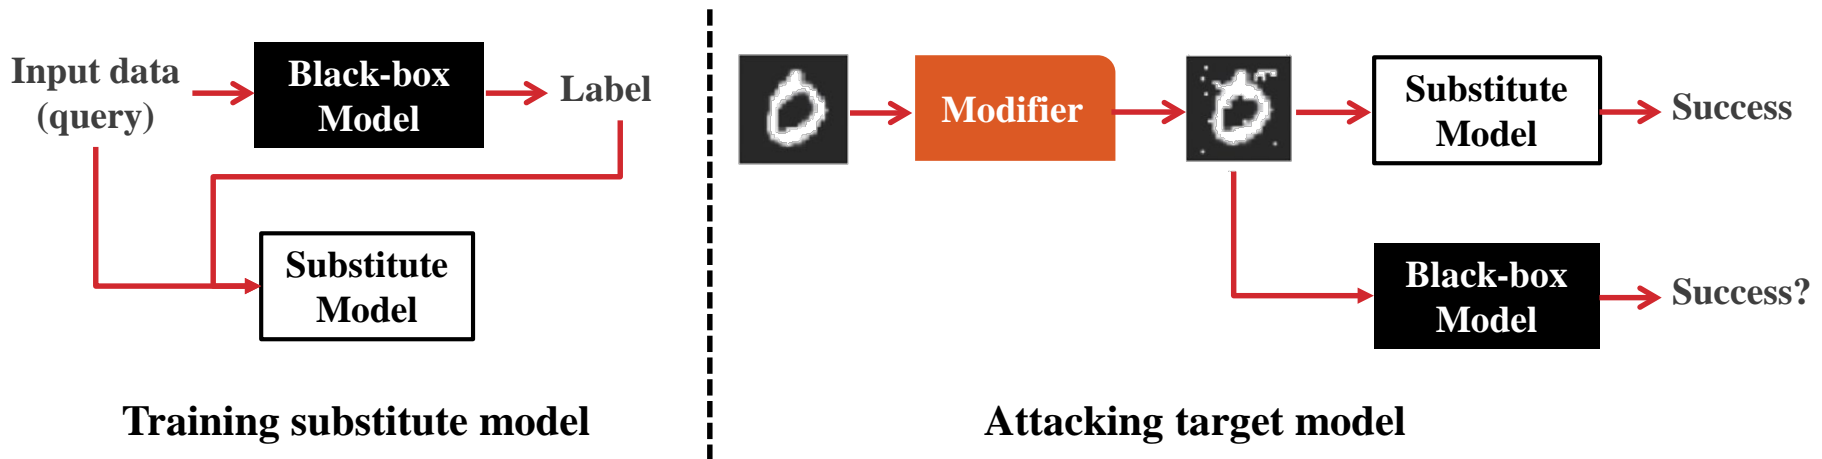 Input data
(query)
Black-box
Model
Label
Substitute
Model
Training substitute model
Modifier
Substitute
Model
Success
Black-box
Model
Success?
Attacking target model